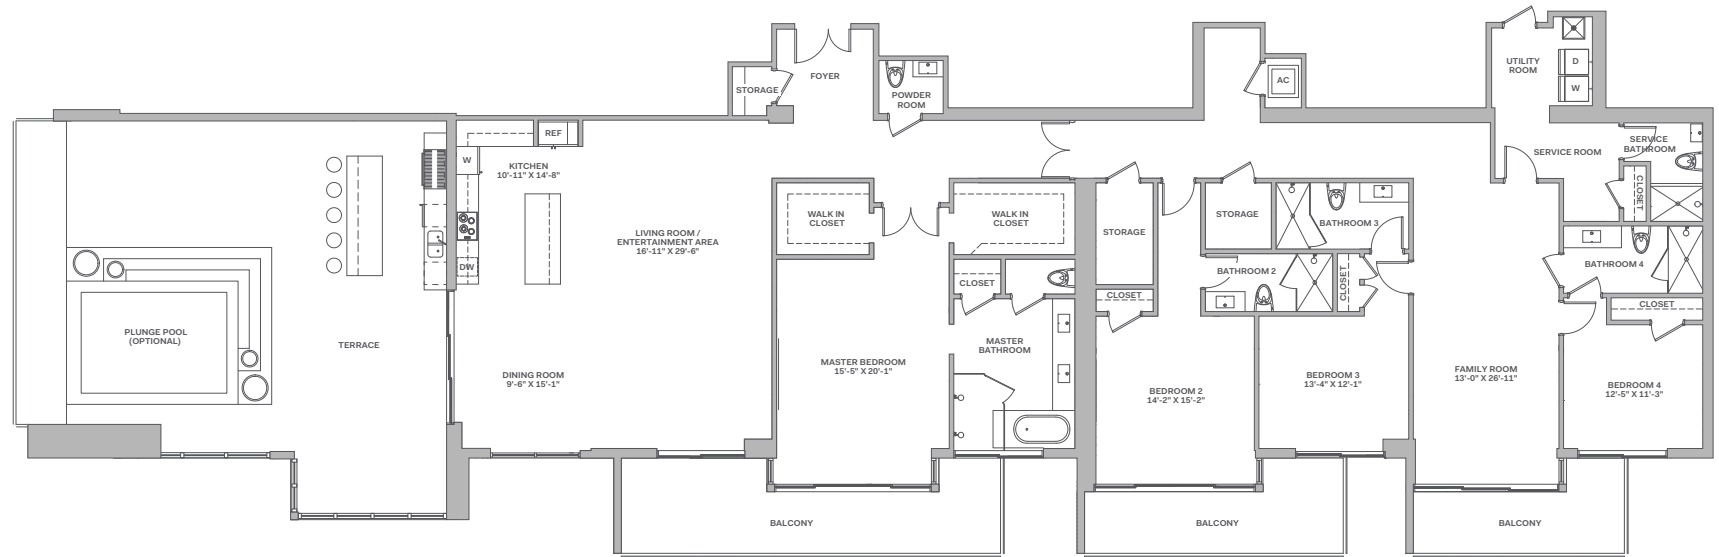 FOYER
STORAGE
POWDER
ROOM
AC
UTILITY
ROOM
D
W
REF
W
KITCHEN
10'-11" X 14'-8"
DW
LIVING ROOM /
ENTERTAINMENT AREA
16'-11" X 29'-6"
WALK IN
CLOSET
WALK IN
CLOSET
CLOSET
STORAGE
CLOSET
STORAGE
BATHROOM 3
BATHROOM 2
CLOSET
SERVICE ROOM
SERVICE
BATHROOM
CLOSET
BATHROOM 4
CLOSET
PLUNGE POOL
(OPTIONAL)
TERRACE
DINING ROOM
9'-6" X 15'-1"
MASTER BEDROOM
15'-5" X 20'-1"
MASTER
BATHROOM
BEDROOM 2
14'-2" X 15'-2"
BEDROOM 3
13'-4" X 12'-1"
FAMILY ROOM
13'-0" X 26'-11"
BEDROOM 4
12'-5" X 11'-3"
BALCONY
BALCONY
BALCONY